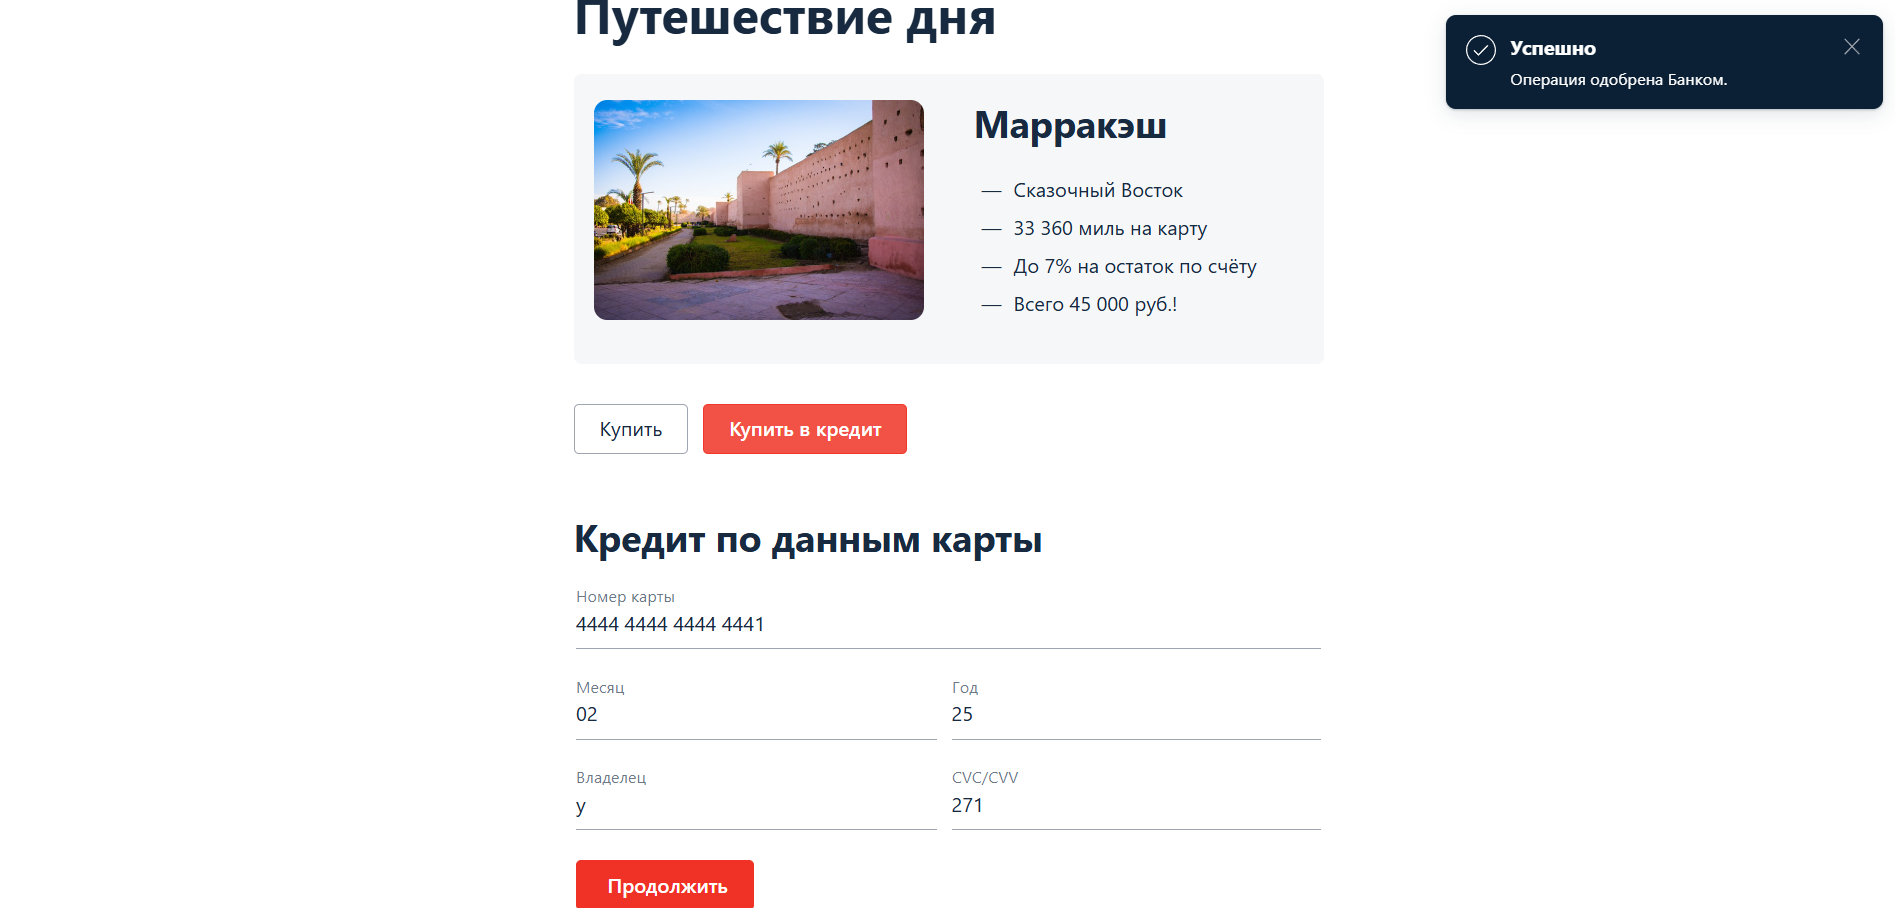 Путешествие дня
Успешно
Операция одобрена Банком.
Марракэш
— Сказочный Восток
— 33 360 миль на карту
— До 7% на остаток по счёту
— Всего 45 000 руб.!
Купить
Купить в кредит
Кредит по данным карты
Номер карты
4444 4444 4444 4441
Месяц
02
Год
25
Владелец
у
CVC/CVV
271
Продолжить